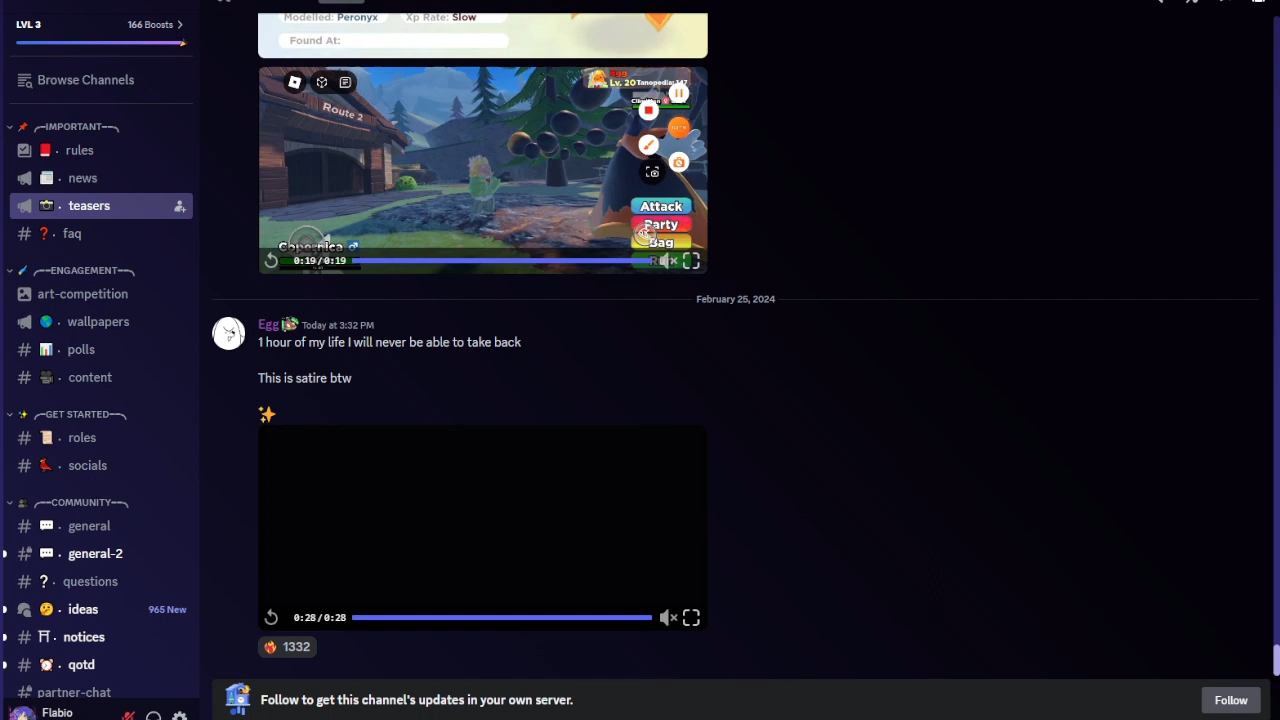 LVL 3
166 Boosts
Browse Channels
IMPORTANT
rules
news
teasers
faq
ENGAGEMENT
art-competition
wallpapers
polls
content
GET STARTED
roles
socials
COMMUNITY
general
general-2
questions
ideas
965 New
notices
qotd
partner-chat
Flabio
Modelled: Peronyx
Xp Rate: Slow
Found At:
Route 2
Lv. 20
Attack
Party
Bag
Copernica
0:19/0:19
February 25, 2024
Egg Today at 3:32 PM
1 hour of my life I will never be able to take back
This is satire btw
0:28/0:28
1332
Follow to get this channel's updates in your own server.
Follow